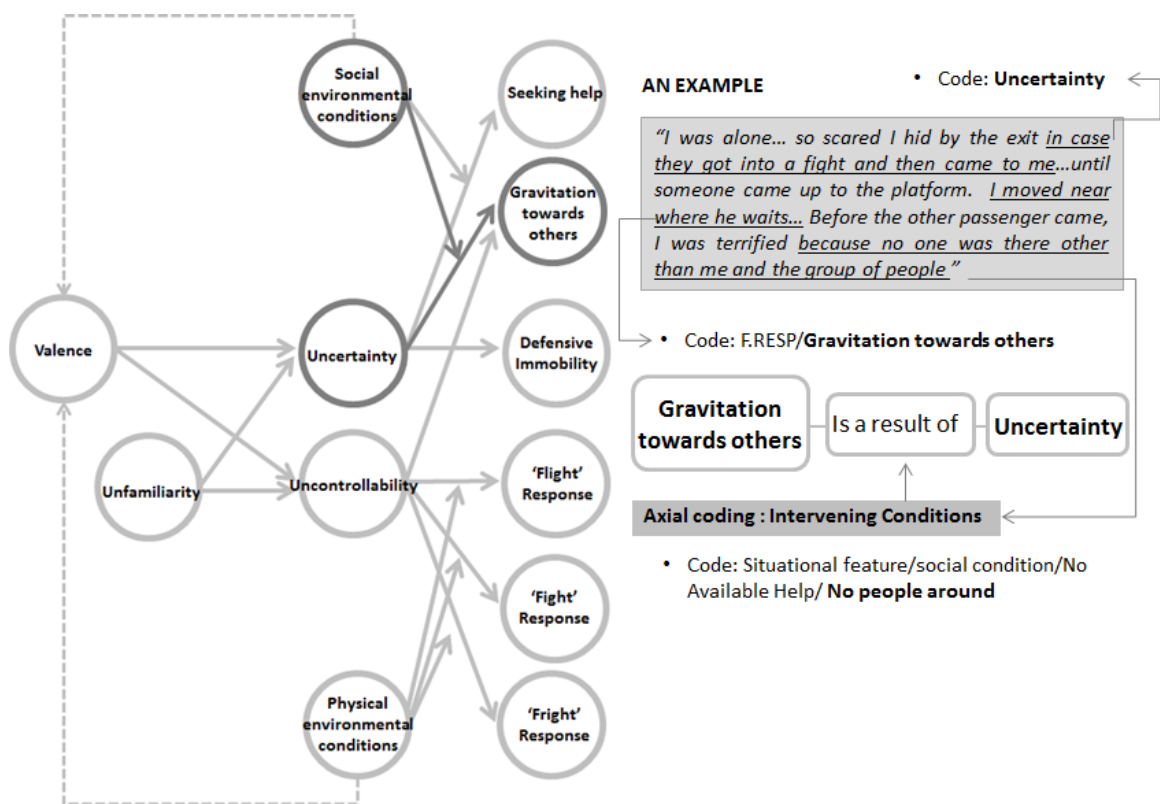 Social
environmental
conditions
Seeking help
Gravitation
towards
others
Valence
Uncertainty
Defensive
Immobility
Unfamiliarity
Uncontrollability
‘Flight’
Response
‘Fight’
Response
Physical
environmental
conditions
‘Fright’
Response
AN EXAMPLE
• Code: Uncertainty
“I was alone… so scared I hid by the exit in case
they got into a fight and then came to me…until
someone came up to the platform. I moved near
where he waits… Before the other passenger came,
I was terrified because no one was there other
than me and the group of people ”
• Code: F.RESP/Gravitation towards others
Gravitation
towards others
Is a result of
Uncertainty
Axial coding : Intervening Conditions
• Code: Situational feature/social condition/No
Available Help/ No people around